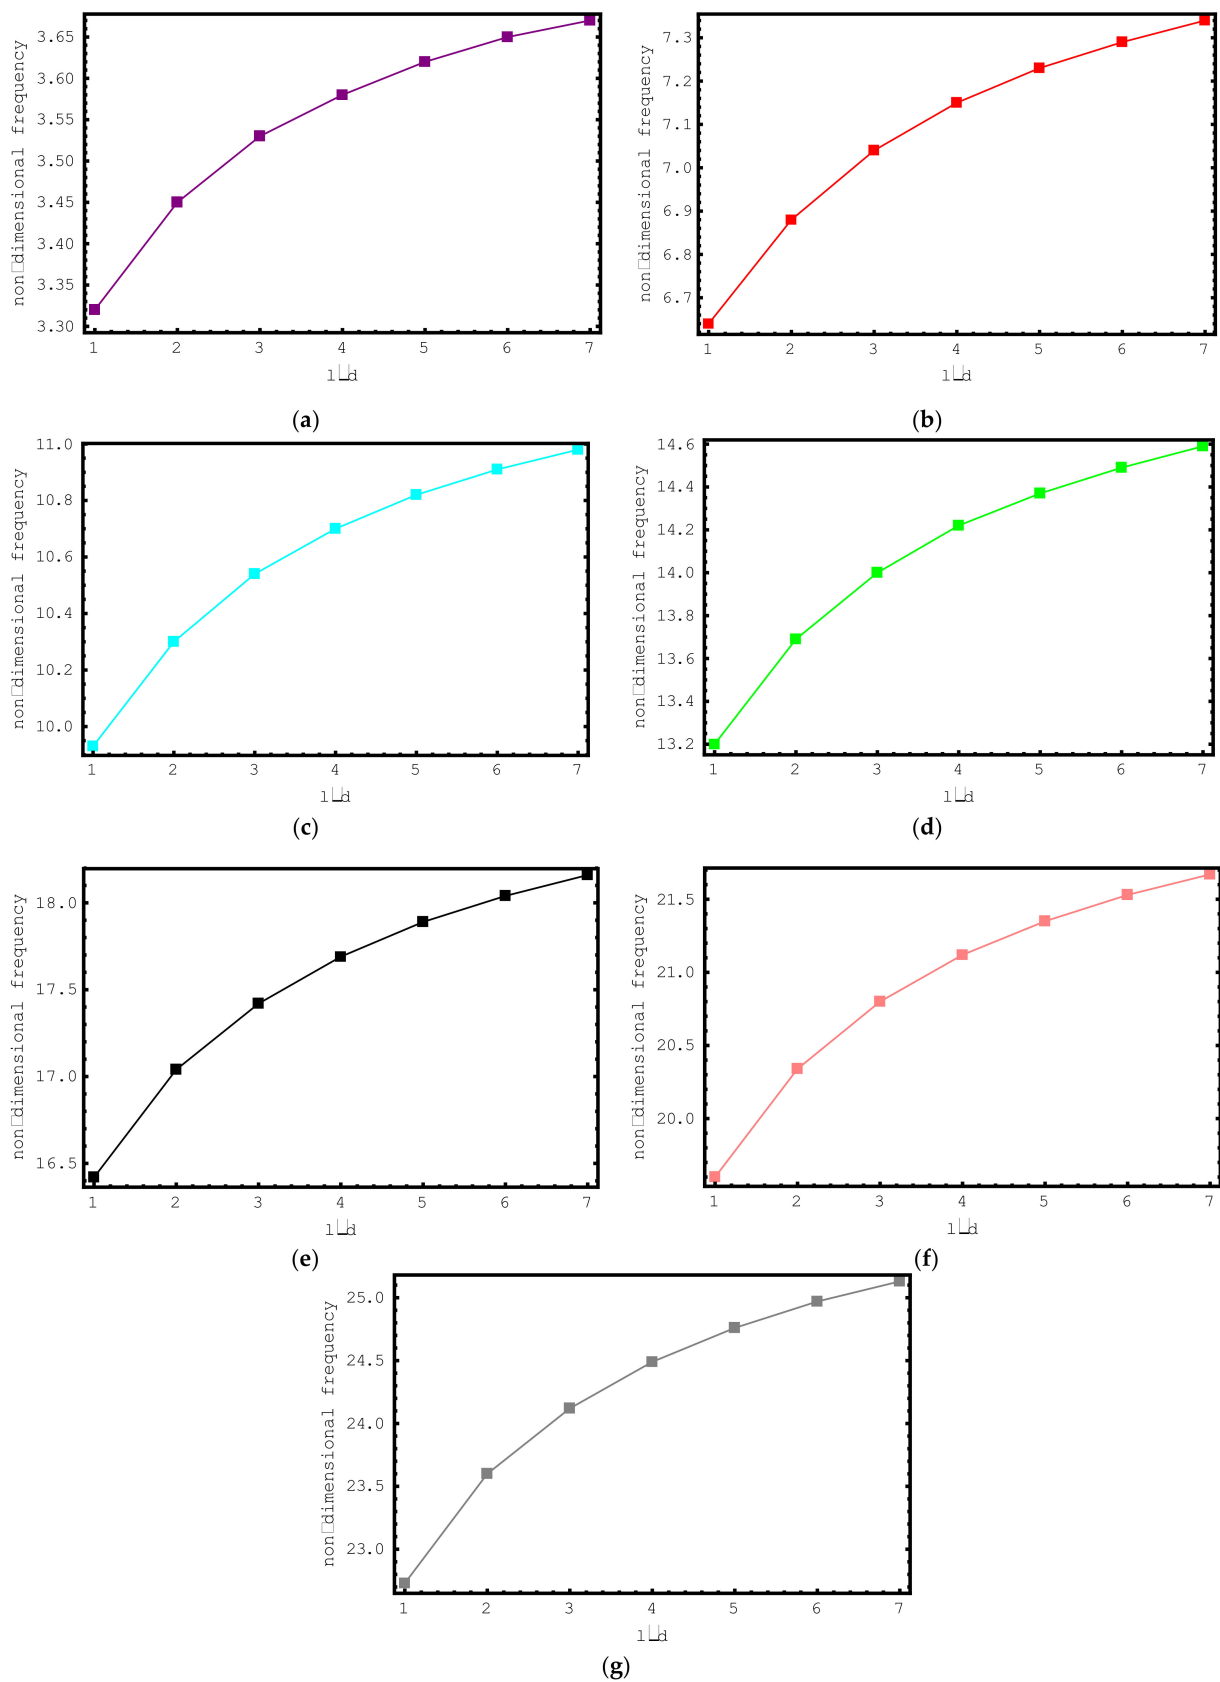 non□dimensional frequency
3.65
3.60
3.55
3.50
3.45
3.40
3.35
3.30
1 2 3 4 5 6 7
l□d
(a)
non□dimensional frequency
7.3
7.2
7.1
7.0
6.9
6.8
6.7
1 2 3 4 5 6 7
l□d
(b)
non□dimensional frequency
11.0
10.8
10.6
10.4
10.2
10.0
1 2 3 4 5 6 7
l□d
(c)
non□dimensional frequency
14.6
14.4
14.2
14.0
13.8
13.6
13.4
13.2
1 2 3 4 5 6 7
l□d
(d)
non□dimensional frequency
18.0
17.5
17.0
16.5
1 2 3 4 5 6 7
l□d
(e)
non□dimensional frequency
21.5
21.0
20.5
20.0
1 2 3 4 5 6 7
l□d
(f)
non□dimensional frequency
25.0
24.5
24.0
23.5
23.0
1 2 3 4 5 6 7
l□d
(g)